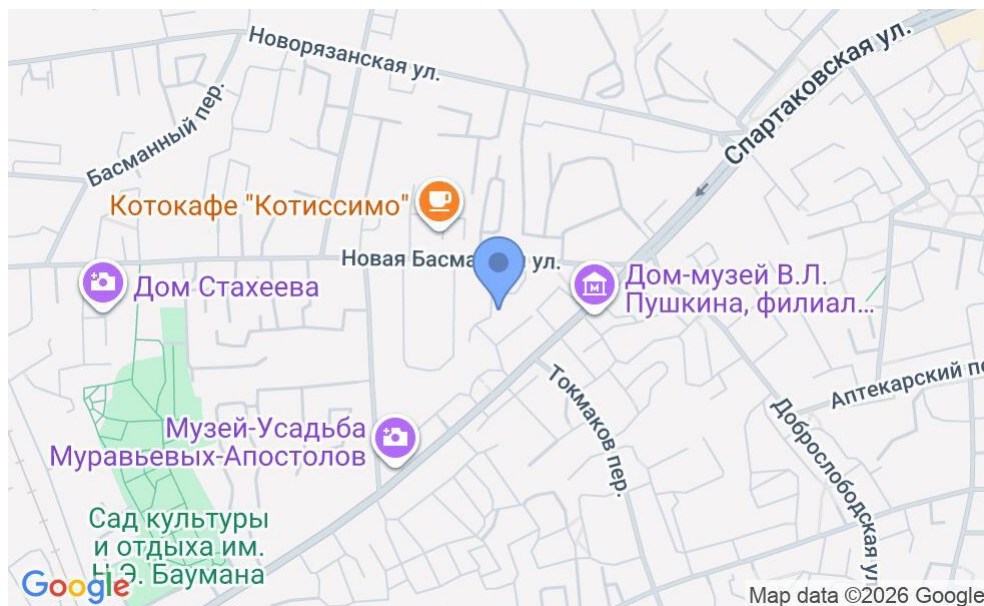 Новорязанская ул.
Спартаковская ул.
Басманный пер.
Котокафе "Котиссимо"
Новая Басманная ул.
Дом Стахеева
Дом-музей В.Л.
Пушкина, филиал...
Токмаков пер.
Аптекарский пе
Доброслободская ул.
Музей-Усадьба
Муравьевых-Апостолов
Сад культуры
и отдыха им.
Н.Э. Баумана
Google
Map data ©2026 Google